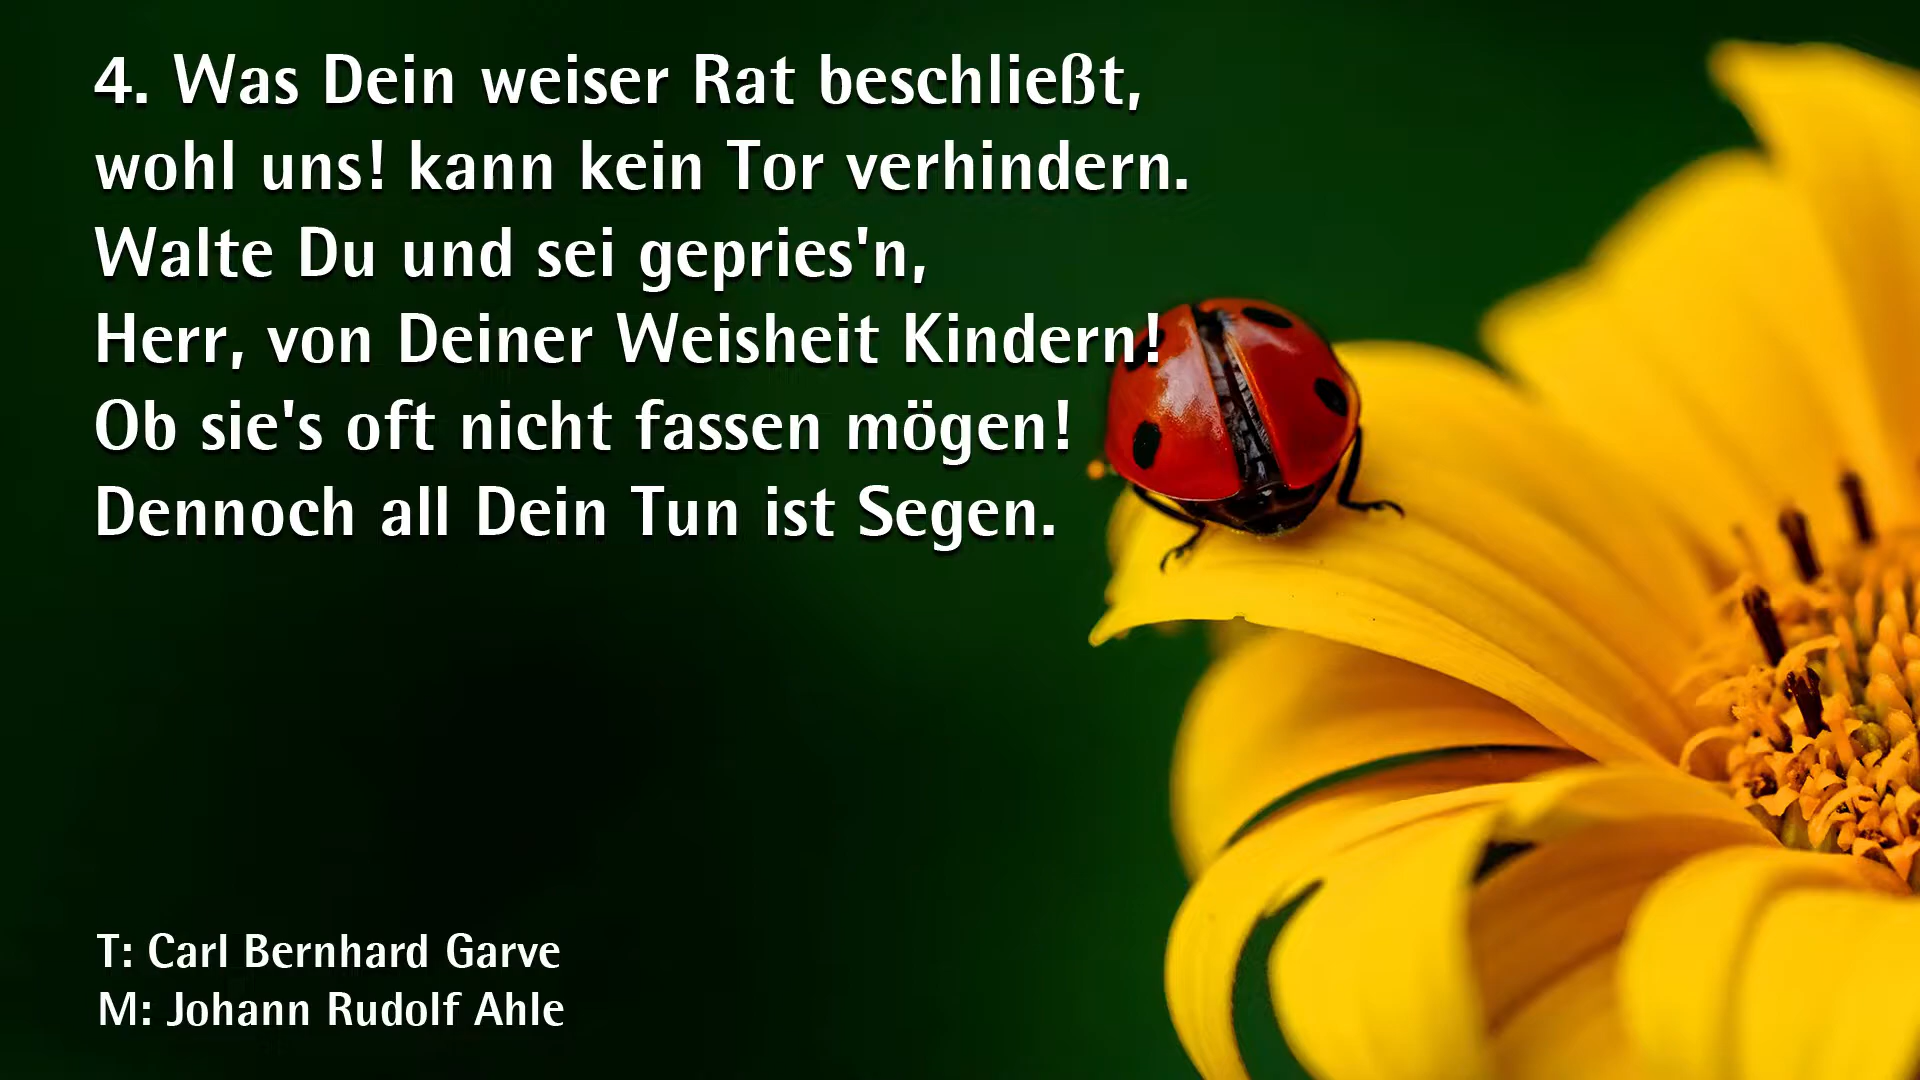 4. Was Dein weiser Rat beschließt,
wohl uns! kann kein Tor verhindern.
Walte Du und sei gepries'n,
Herr, von Deiner Weisheit Kindern!
Ob sie's oft nicht fassen mögen!
Dennoch all Dein Tun ist Segen.
T: Carl Bernhard Garve
M: Johann Rudolf Ahle